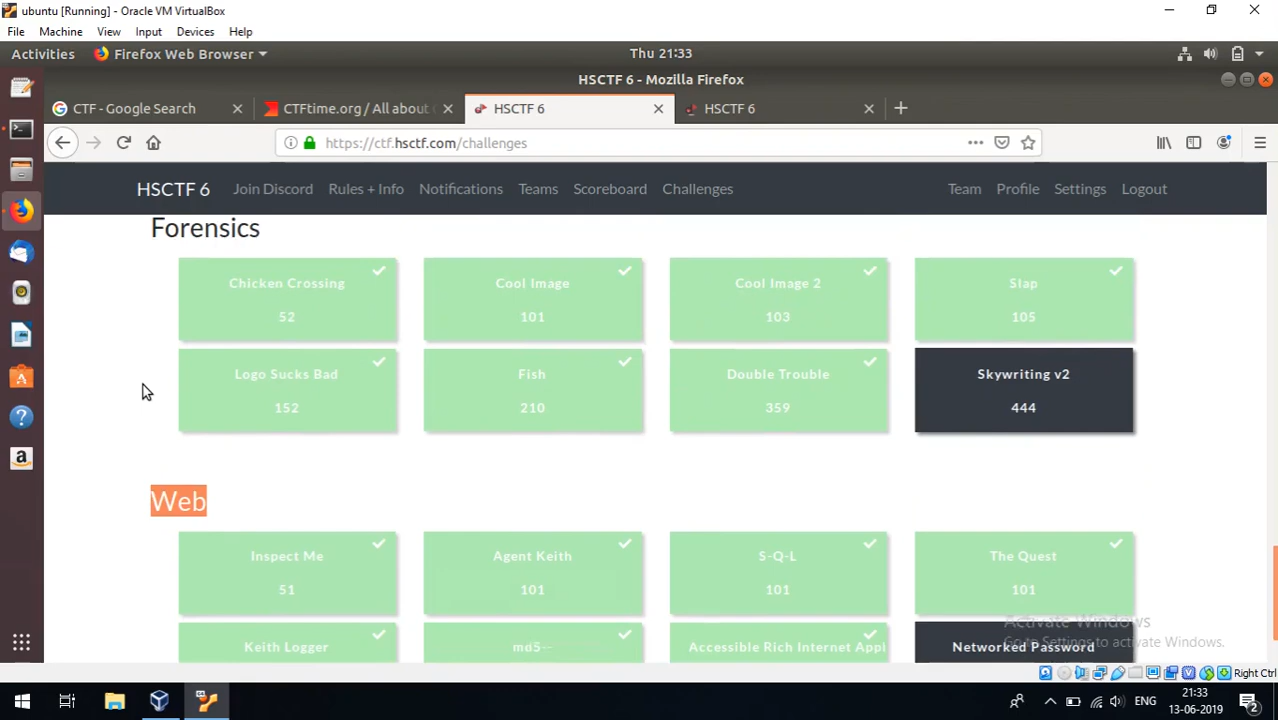 ubuntu [Running] - Oracle VM VirtualBox
File Machine View Input Devices Help
Activities Firefox Web Browser Thu 21:33
HSCTF 6 - Mozilla Firefox
CTF - Google Search CTFtime.org / All about HSCTF 6 HSCTF 6
https://ctf.hsctf.com/challenges
HSCTF 6 Join Discord Rules + Info Notifications Teams Scoreboard Challenges Team Profile Settings Logout
Forensics
Chicken Crossing Cool Image Cool Image 2 Slap
52 101 103 105
Logo Sucks Bad Fish Double Trouble Skywriting v2
152 210 359 444
Web
Inspect Me Agent Keith S-Q-L The Quest
51 101 101 101
Activate Windows
Go to Settings to activate Windows.
Keith Logger md5-- Accessible Rich Internet Appi Networked Password
Right Ctrl
ENG 21:33
13-06-2019 2